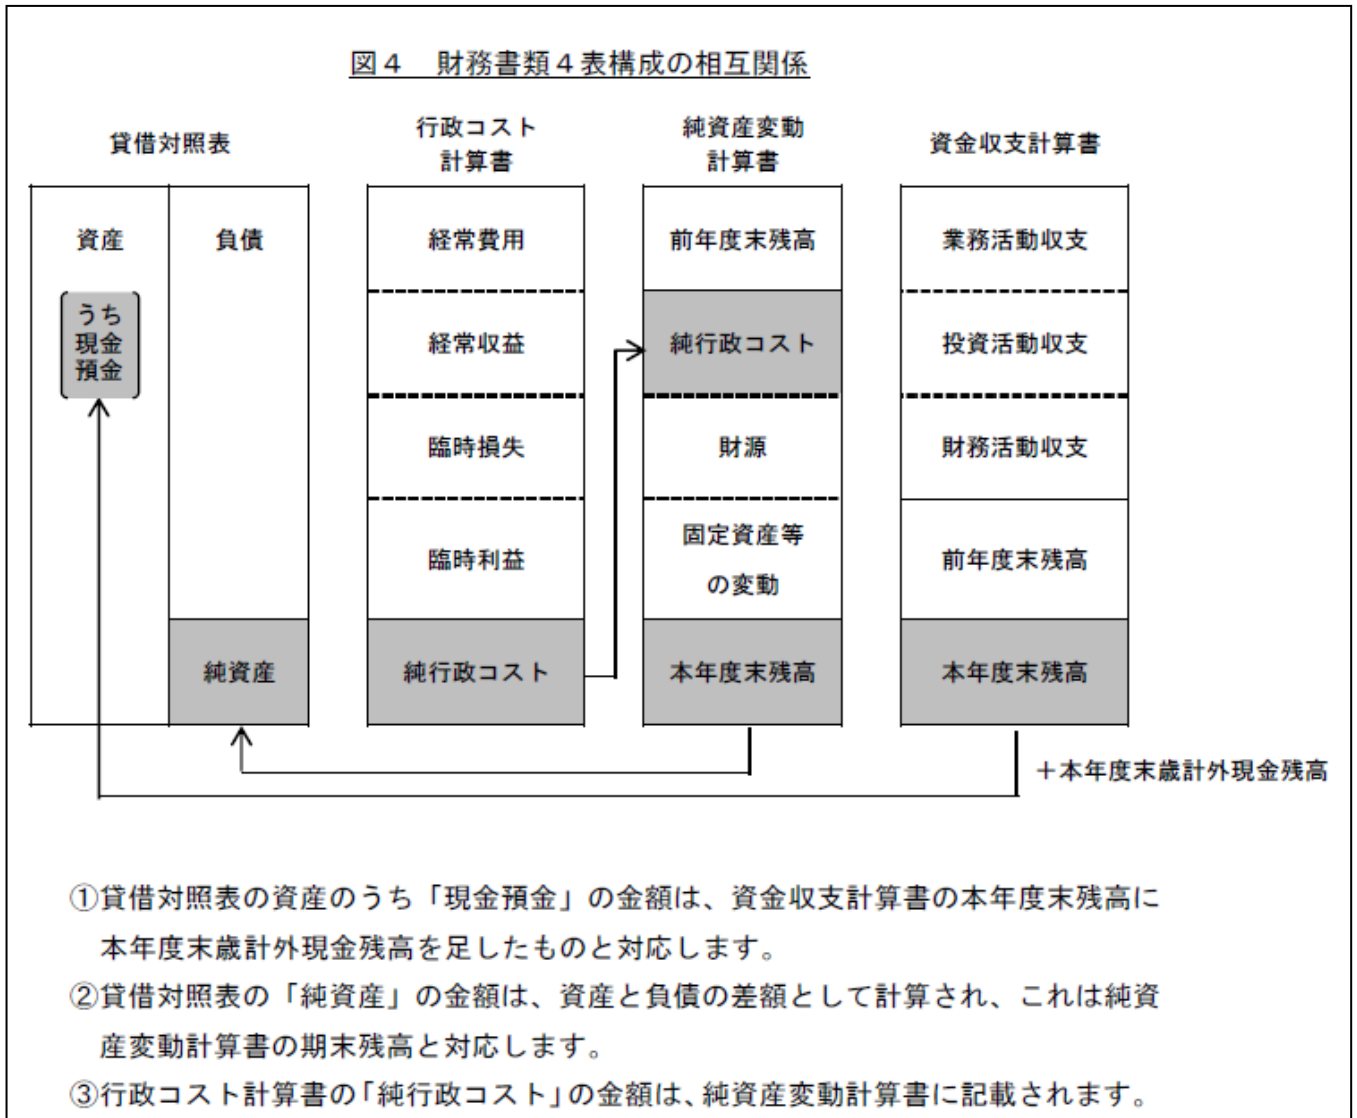 図４　財務書類４表構成の相互関係
貸借対照表
行政コスト
計算書
純資産変動
計算書
資金収支計算書
資産
負債
うち
現金
預金
純資産
経常費用
経常収益
臨時損失
臨時利益
純行政コスト
前年度末残高
純行政コスト
財源
固定資産等
の変動
本年度末残高
業務活動収支
投資活動収支
財務活動収支
前年度末残高
本年度末残高
＋本年度末歳計外現金残高
①貸借対照表の資産のうち「現金預金」の金額は、資金収支計算書の本年度末残高に
本年度末歳計外現金残高を足したものと対応します。
②貸借対照表の「純資産」の金額は、資産と負債の差額として計算され、これは純資
産変動計算書の期末残高と対応します。
③行政コスト計算書の「純行政コスト」の金額は、純資産変動計算書に記載されます。